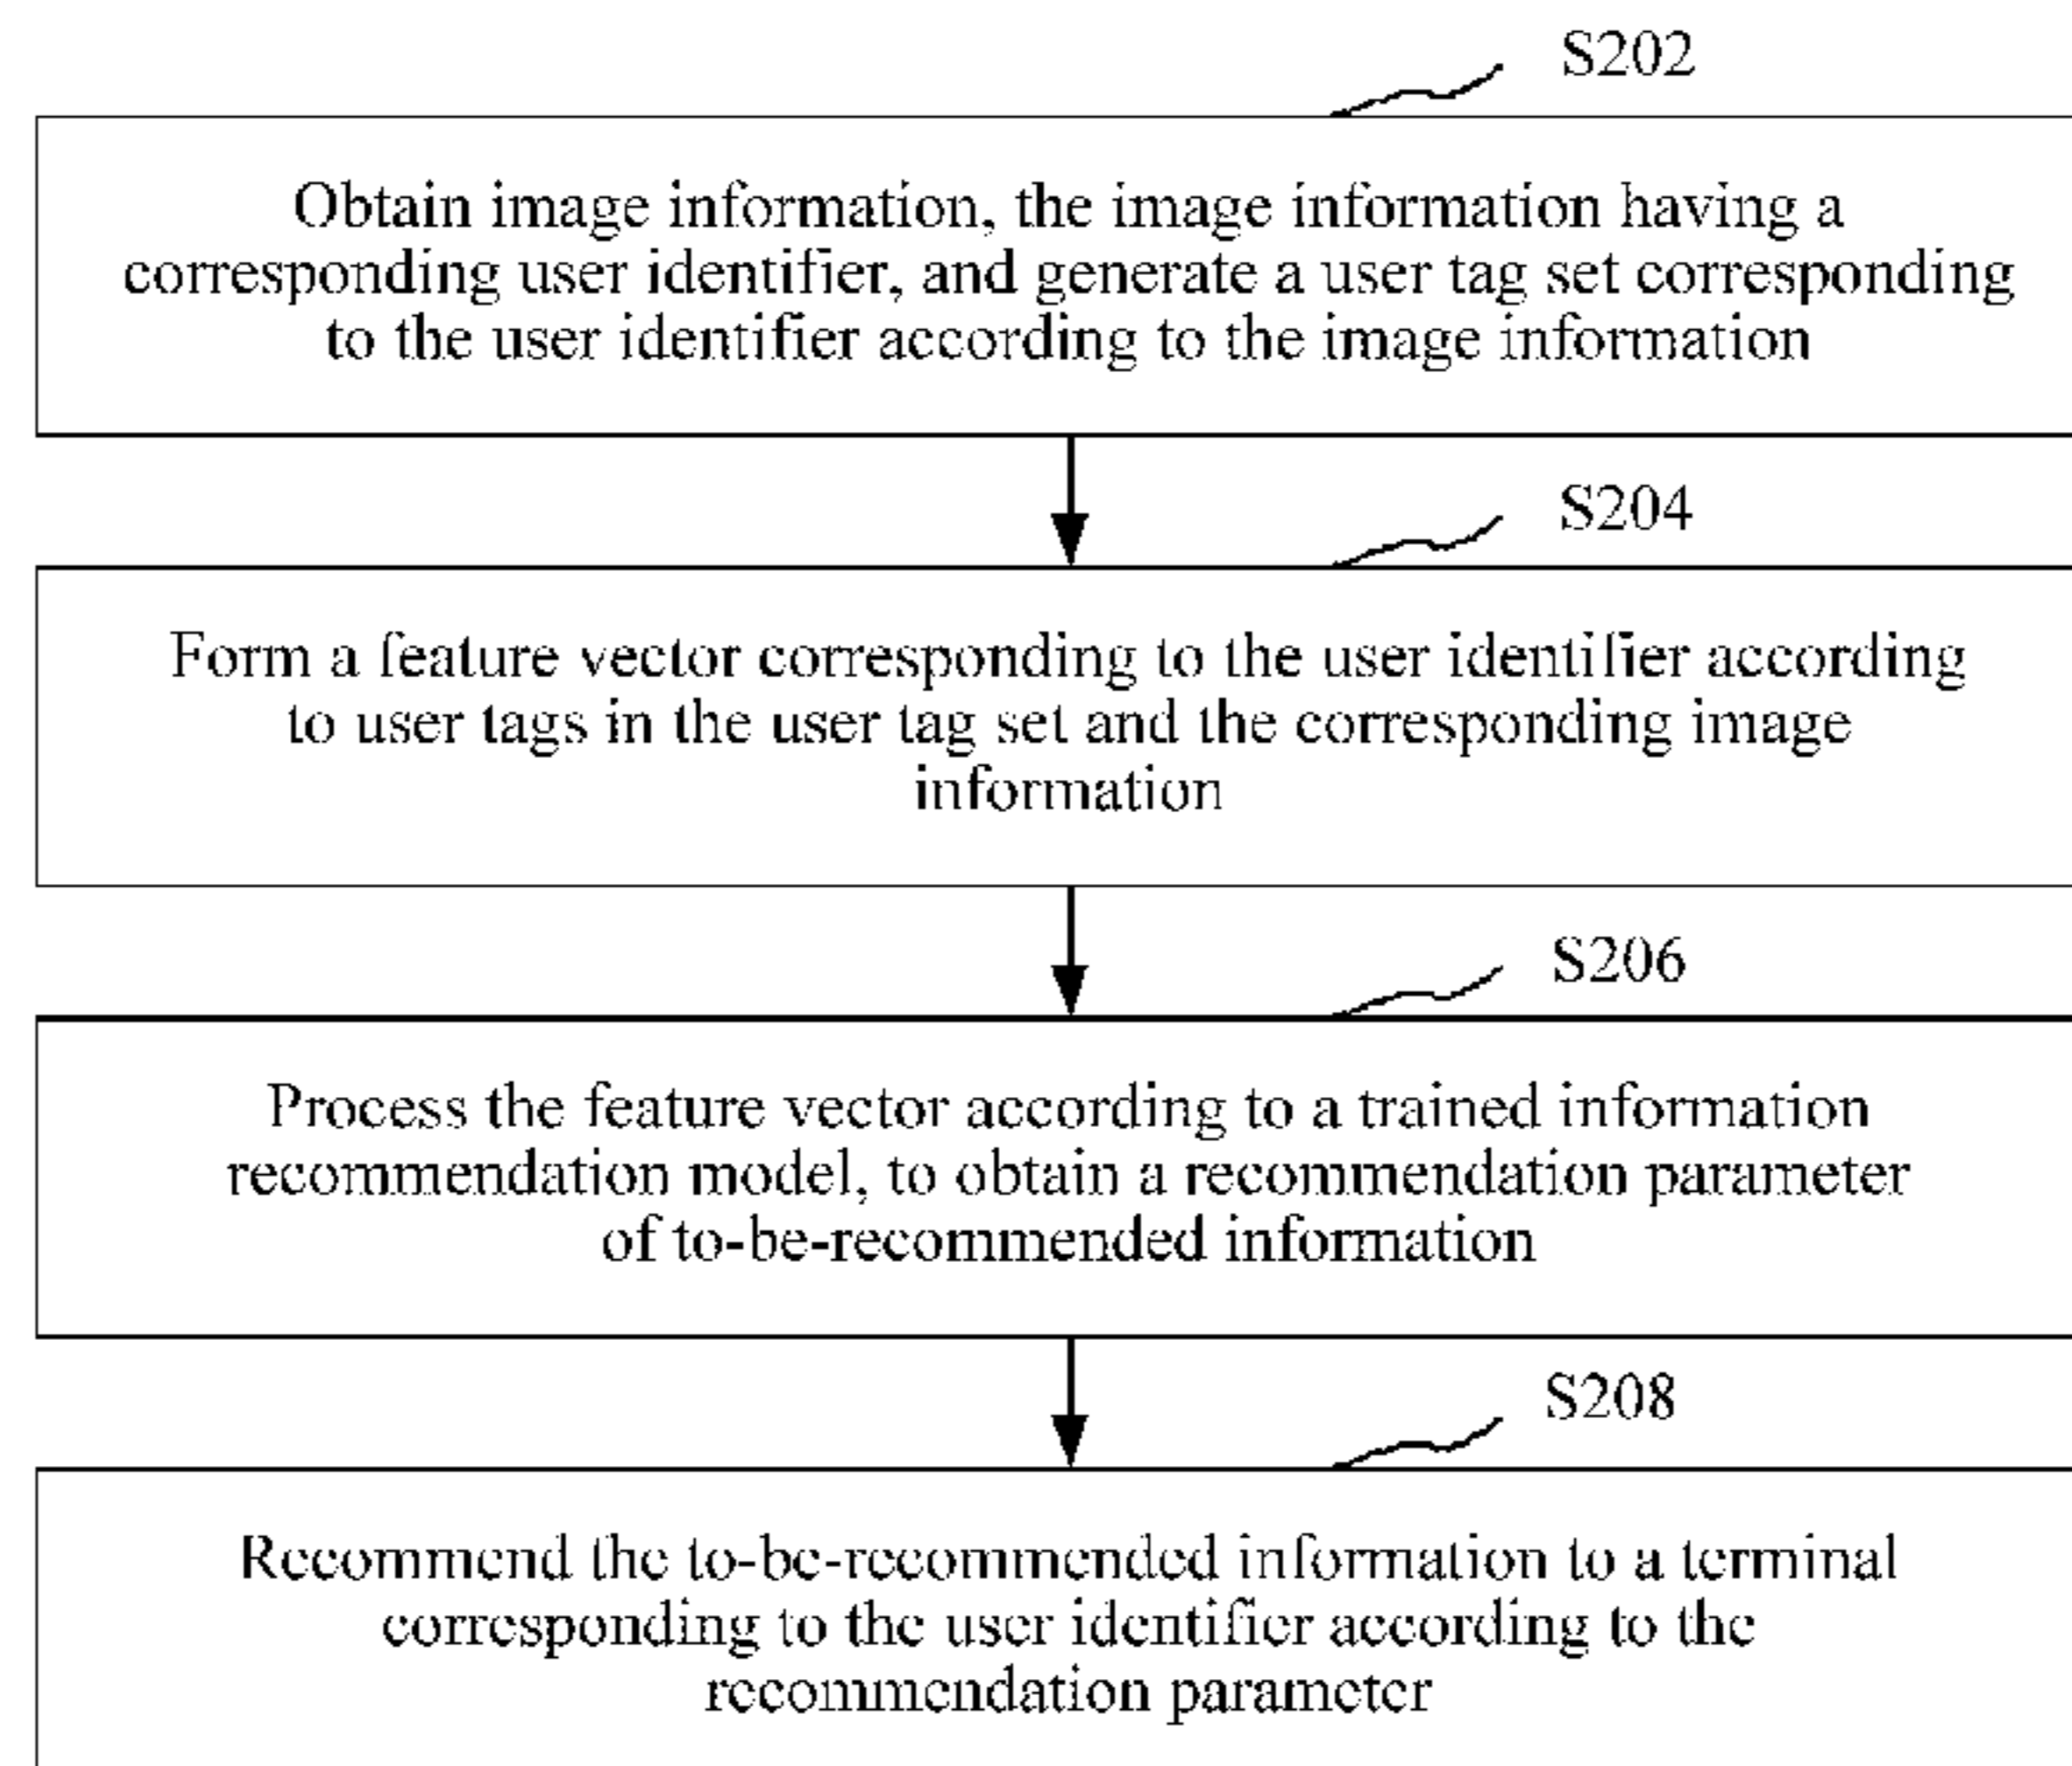 S202
Obtain image information, the image information having a
corresponding user identifier, and generate a user tag set corresponding
to the user identifier according to the image information
S204
Form a feature vector corresponding to the user identifier according
to user tags in the user tag set and the corresponding image
information
S206
Process the feature vector according to a trained information
recommendation model, to obtain a recommendation parameter
of to-be-recommended information
S208
Recommend the to-be-recommended information to a terminal
corresponding to the user identifier according to the
recommendation parameter